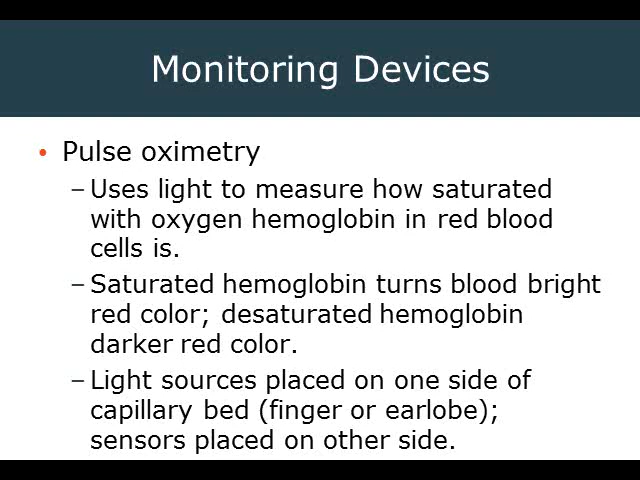 Monitoring Devices
• Pulse oximetry
– Uses light to measure how saturated
with oxygen hemoglobin in red blood
cells is.
– Saturated hemoglobin turns blood bright
red color; desaturated hemoglobin
darker red color.
– Light sources placed on one side of
capillary bed (finger or earlobe);
sensors placed on other side.